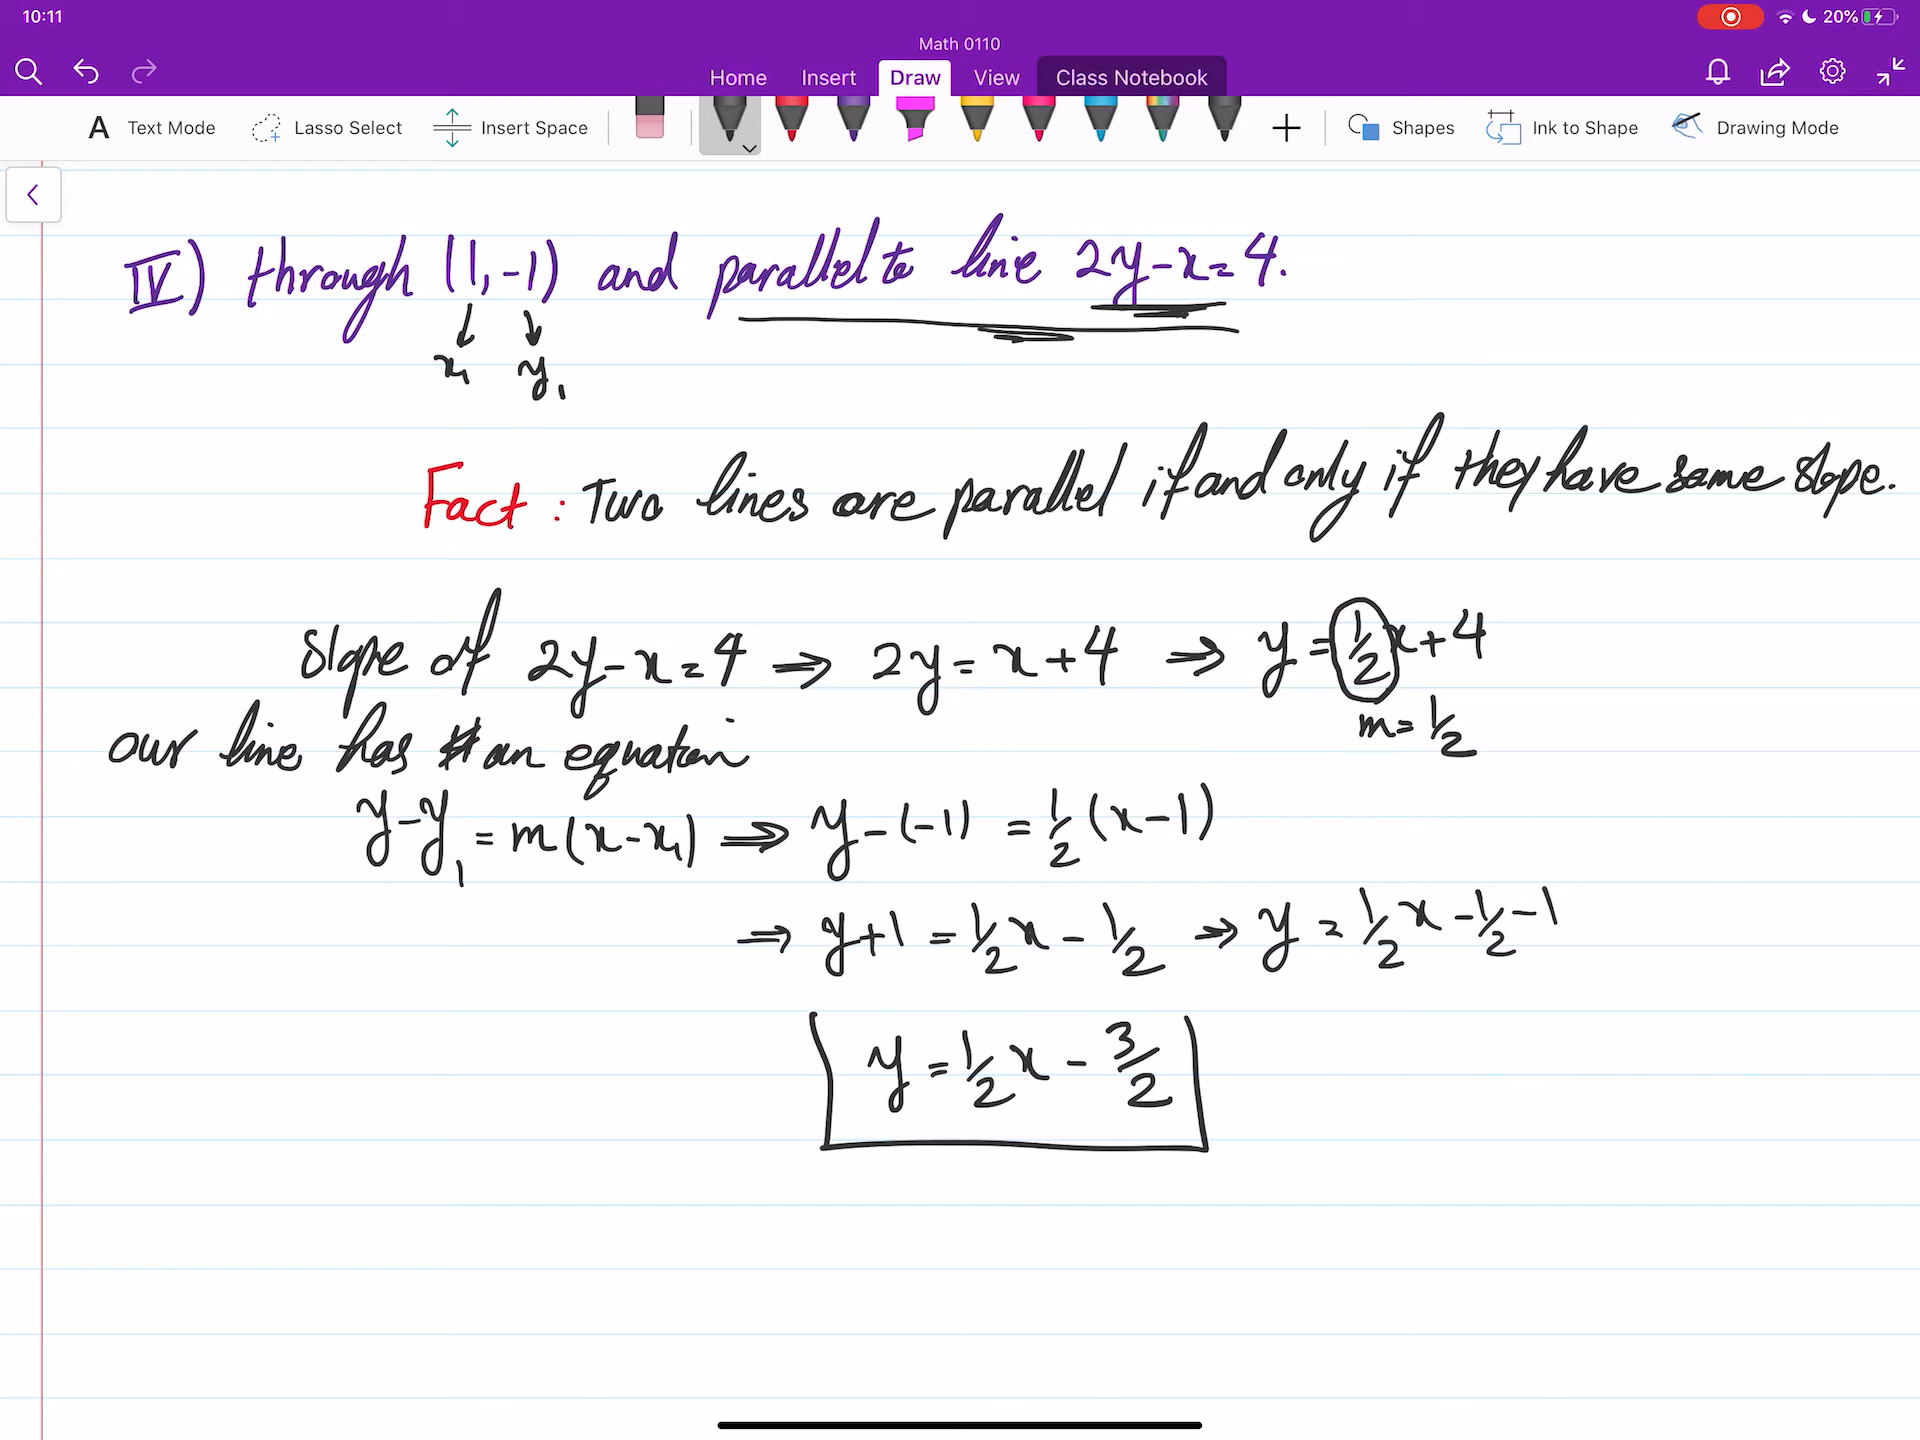 10:11
20%
Math 0110
Home Insert Draw View Class Notebook
Text Mode Lasso Select Insert Space Shapes Ink to Shape Drawing Mode
IV) through (1,-1) and parallel to line 2y-x=4.
x₁ y₁
Fact: Two lines are parallel if and only if they have same slope.
Slope of 2y-x=4 ⇒ 2y=x+4 ⇒ y=½x+4
m=½
our line has an equation
y-y₁=m(x-x₁) ⇒ y-(-1)=½(x-1)
⇒ y+1=½x-½ ⇒ y=½x-½-1
y=½x-3/2